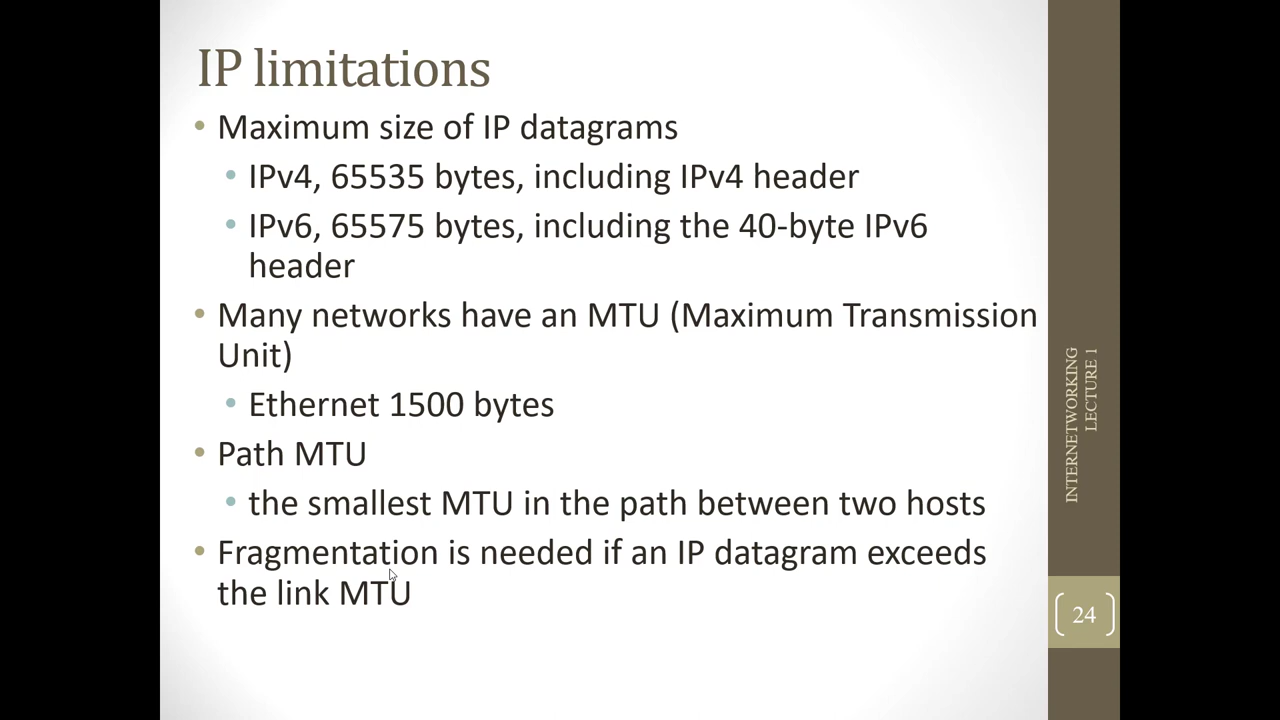 IP limitations
• Maximum size of IP datagrams
• IPv4, 65535 bytes, including IPv4 header
• IPv6, 65575 bytes, including the 40-byte IPv6
header
• Many networks have an MTU (Maximum Transmission
Unit)
• Ethernet 1500 bytes
• Path MTU
• the smallest MTU in the path between two hosts
• Fragmentation is needed if an IP datagram exceeds
the link MTU
INTERNETWORKING
LECTURE 1
24